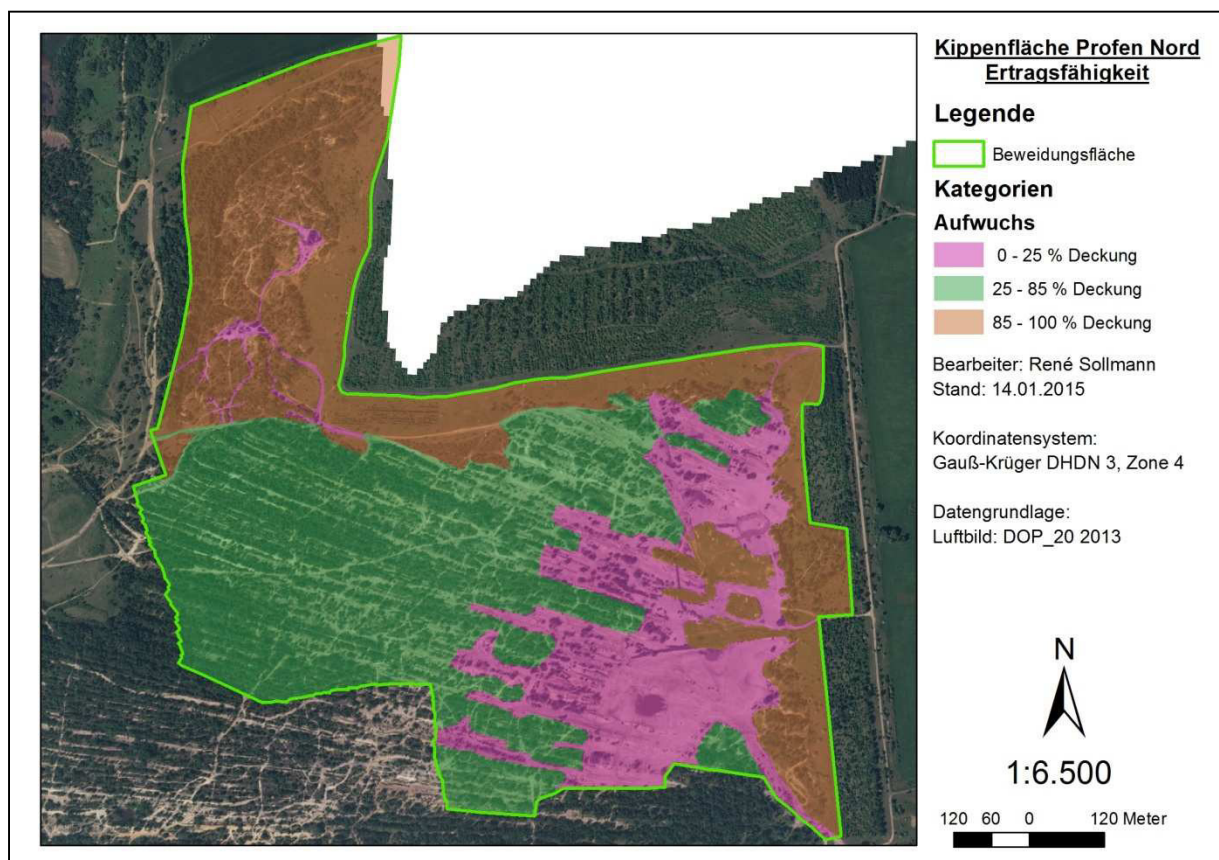 Kippenfläche Profen Nord
Ertragsfähigkeit
Legende
Beweidungsfläche
Kategorien
Aufwuchs
0 - 25 % Deckung
25 - 85 % Deckung
85 - 100 % Deckung
Bearbeiter: René Sollmann
Stand: 14.01.2015
Koordinatensystem:
Gauß-Krüger DHDN 3, Zone 4
Datengrundlage:
Luftbild: DOP_20 2013
N
1:6.500
120 60 0 120 Meter